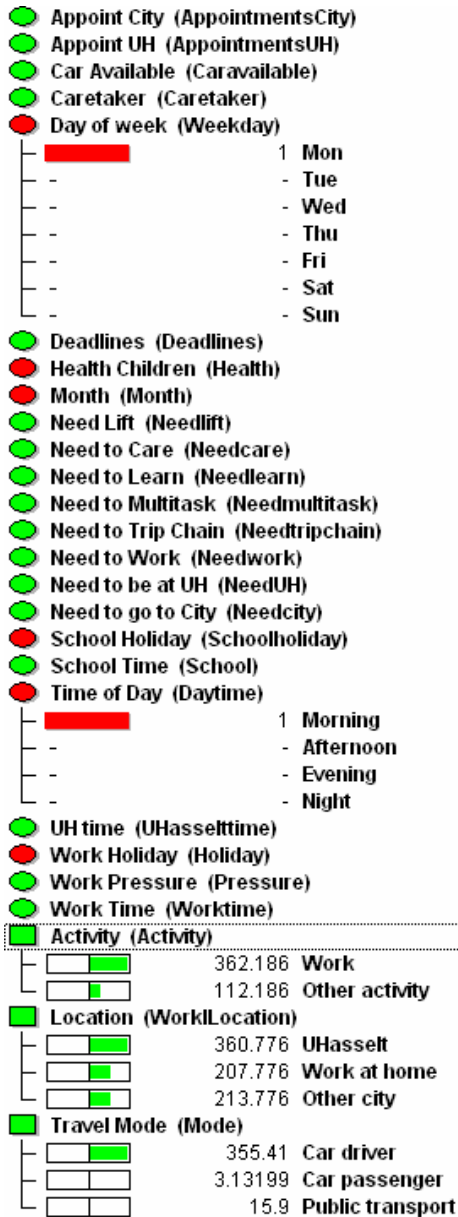 Appoint City (AppointmentsCity)
Appoint UH (AppointmentsUH)
Car Available (Caravailable)
Caretaker (Caretaker)
Day of week (Weekday)
1 Mon
- - Tue
- - Wed
- - Thu
- - Fri
- - Sat
- - Sun
Deadlines (Deadlines)
Health Children (Health)
Month (Month)
Need Lift (Needlift)
Need to Care (Needcare)
Need to Learn (Needlearn)
Need to Multitask (Needmultitask)
Need to Trip Chain (Needtripchain)
Need to Work (Needwork)
Need to be at UH (NeedUH)
Need to go to City (Needcity)
School Holiday (Schoolholiday)
School Time (School)
Time of Day (Daytime)
1 Morning
- - Afternoon
- - Evening
- - Night
UH time (UHasselttime)
Work Holiday (Holiday)
Work Pressure (Pressure)
Work Time (Worktime)
Activity (Activity)
362.186 Work
112.186 Other activity
Location (WorklLocation)
360.776 UHasselt
207.776 Work at home
213.776 Other city
Travel Mode (Mode)
355.41 Car driver
3.13199 Car passenger
15.9 Public transport